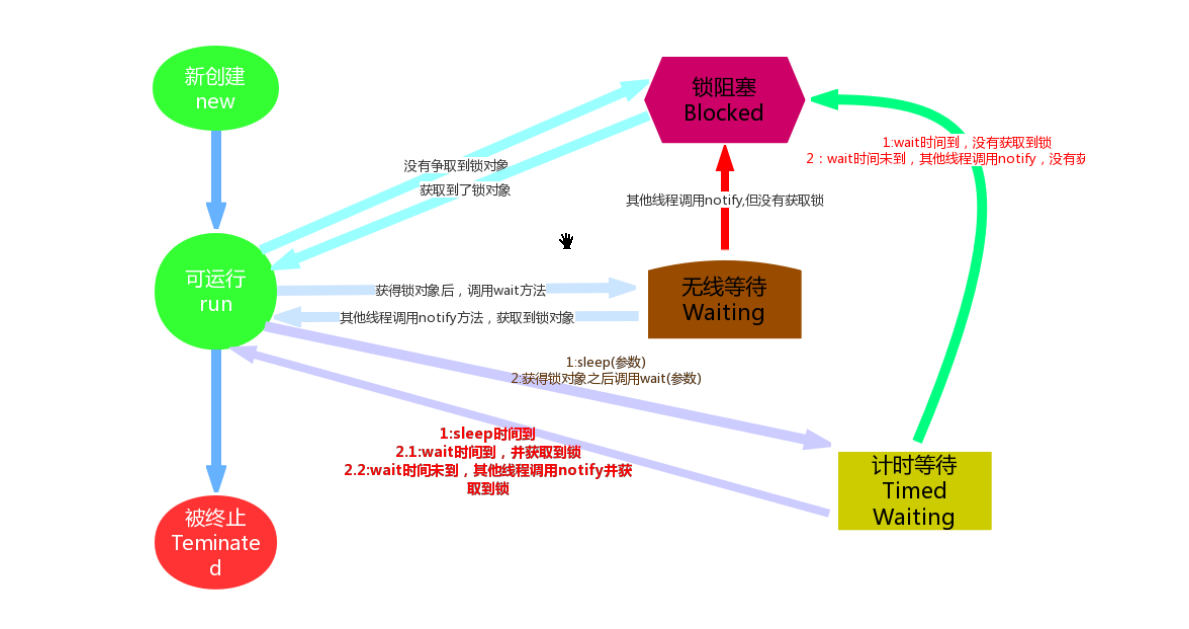 新创建
new
锁阻塞
Blocked
1:wait时间到，没有获取到锁
2：wait时间未到，其他线程调用notify，没有获
没有争取到锁对象
获取到了锁对象
其他线程调用notify,但没有获取锁
可运行
run
获得锁对象后，调用wait方法
其他线程调用notify方法，获取到锁对象
无线等待
Waiting
1:sleep(参数)
2:获得锁对象之后调用wait(参数)
1:sleep时间到
2.1:wait时间到，并获取到锁
2.2:wait时间未到，其他线程调用notify并获
取到锁
计时等待
Timed
Waiting
被终止
Teminate
d